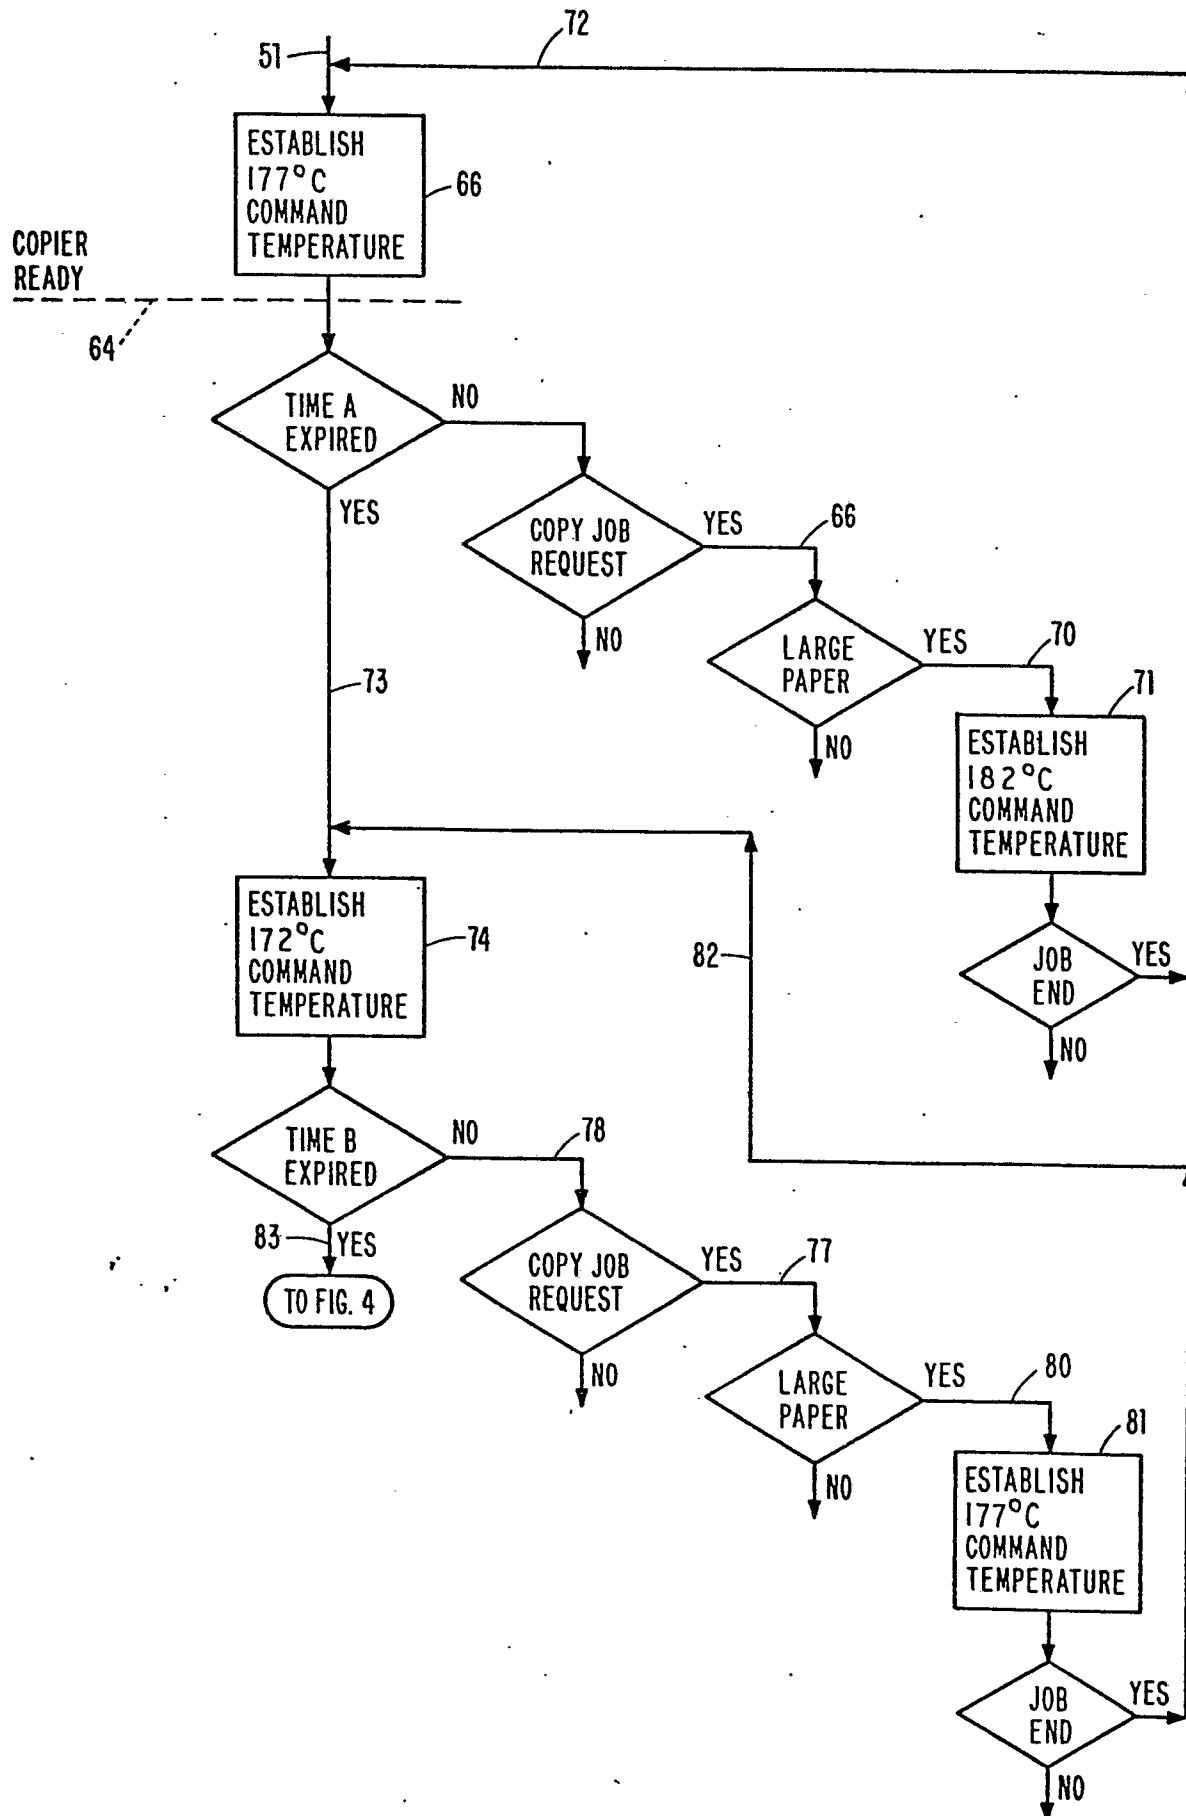 72
51
ESTABLISH
177°C
COMMAND
TEMPERATURE
66
COPIER
READY
64
TIME A
EXPIRED
NO
YES
COPY JOB
REQUEST
YES
66
NO
LARGE
PAPER
YES
70
NO
71
ESTABLISH
182°C
COMMAND
TEMPERATURE
73
JOB
END
YES
NO
ESTABLISH
172°C
COMMAND
TEMPERATURE
74
82
TIME B
EXPIRED
NO
78
83
YES
TO FIG. 4
COPY JOB
REQUEST
YES
77
NO
LARGE
PAPER
YES
80
NO
81
ESTABLISH
177°C
COMMAND
TEMPERATURE
JOB
END
YES
NO